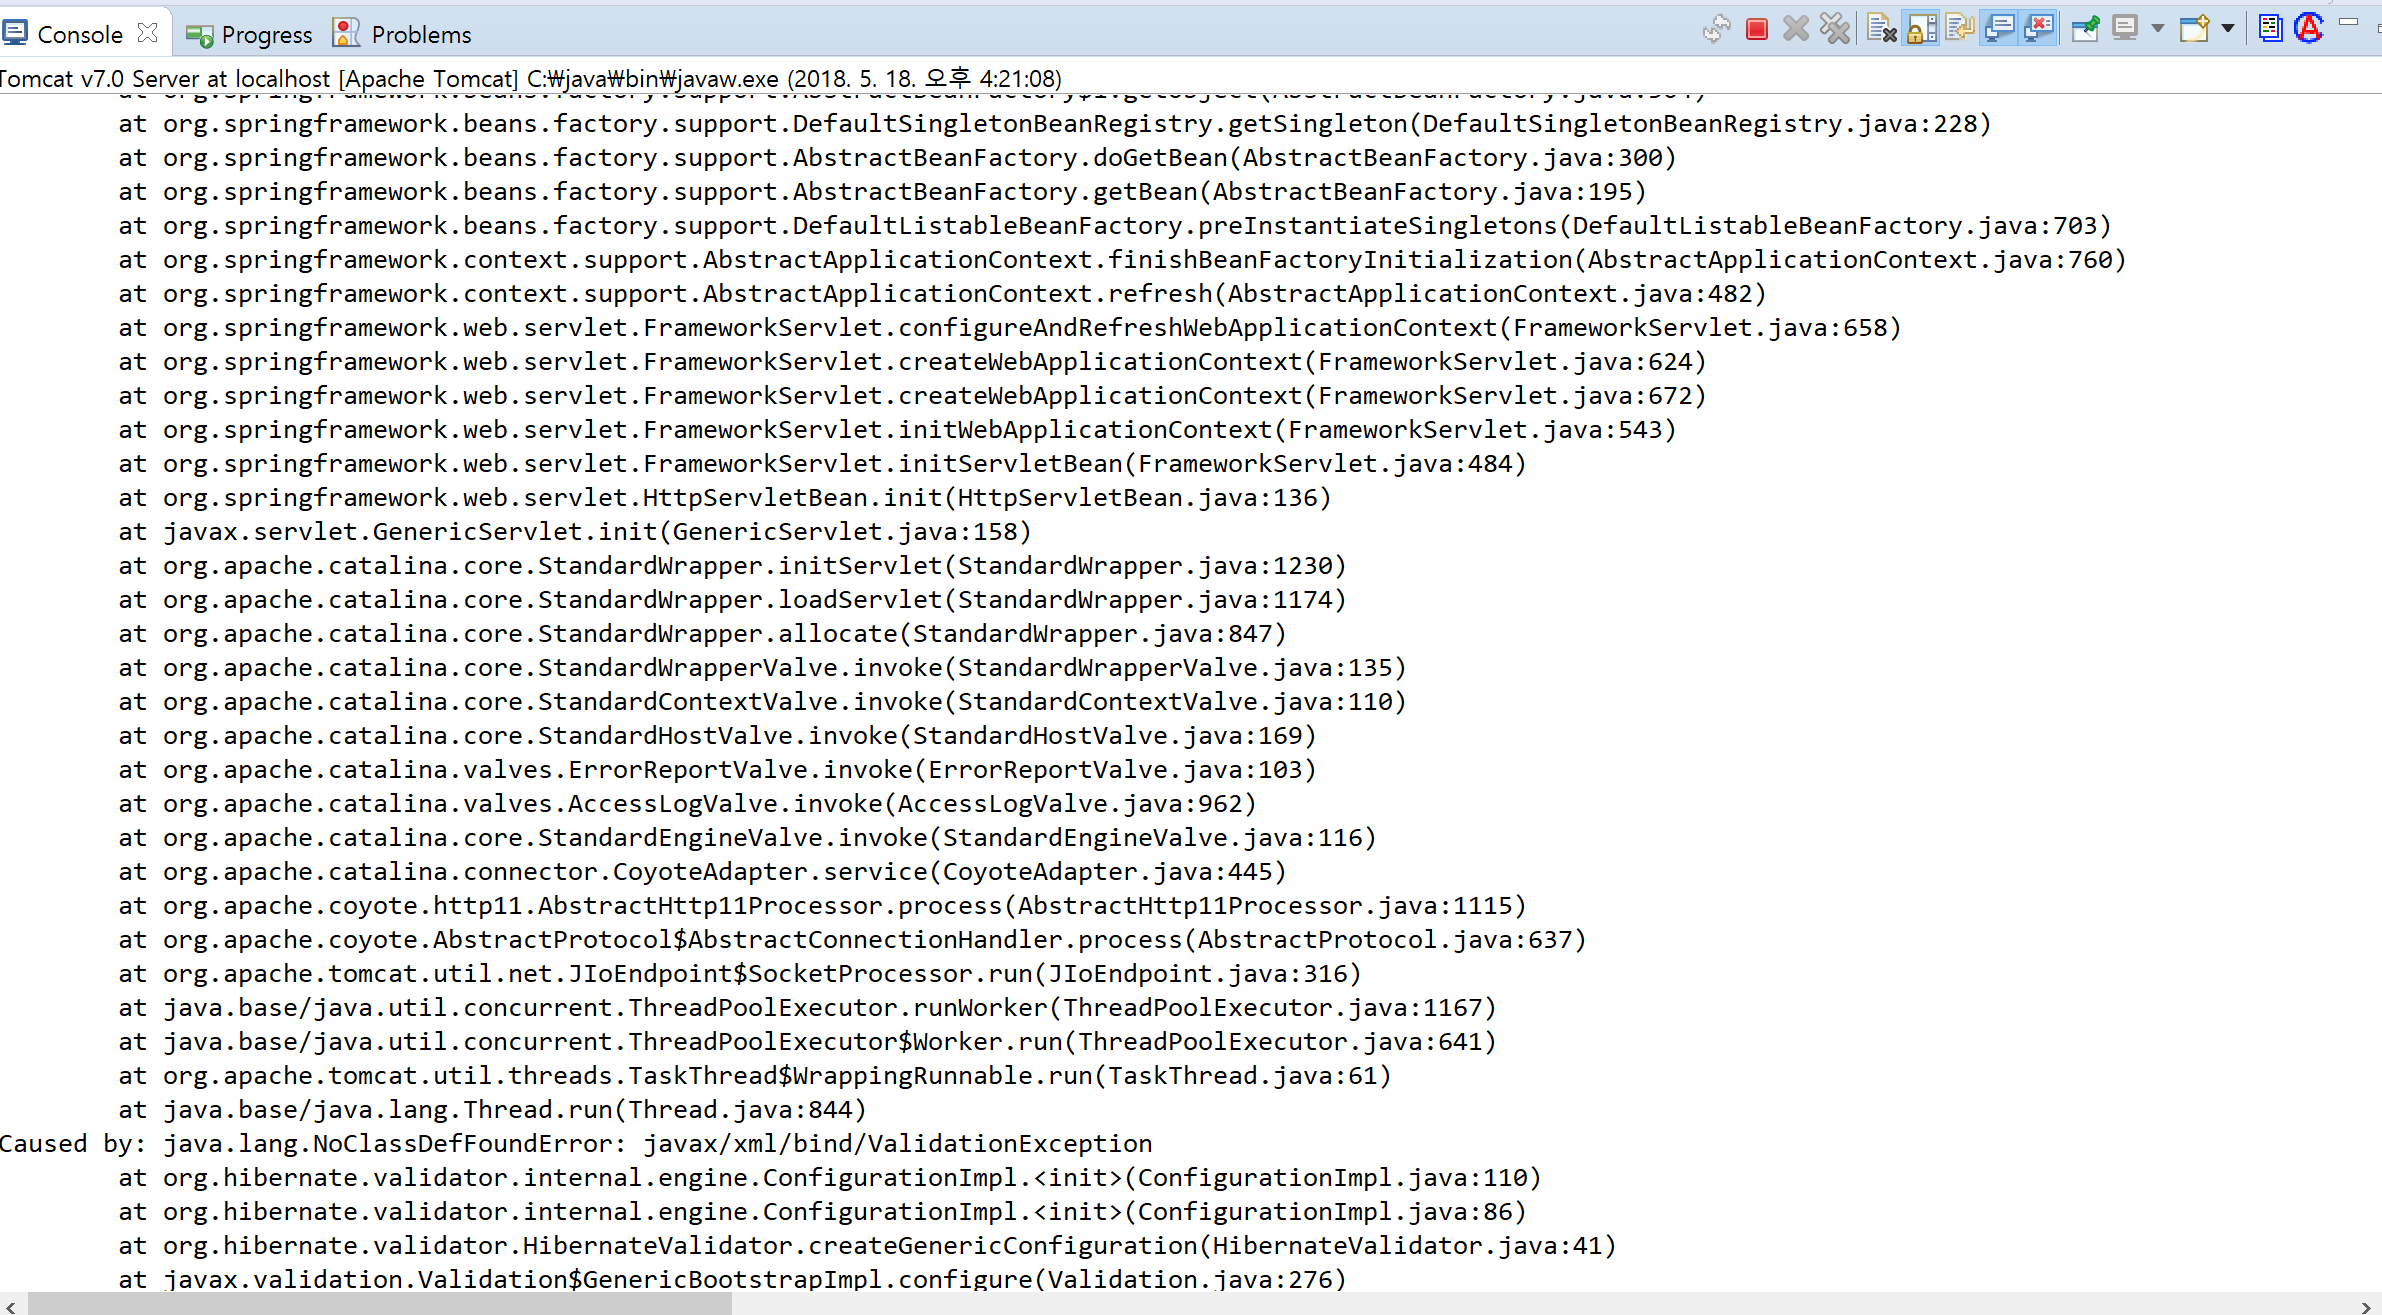 Console Progress Problems
Tomcat v7.0 Server at localhost [Apache Tomcat] C:₩java₩bin₩javaw.exe (2018. 5. 18. 오후 4:21:08)
at org.springframework.beans.factory.support.DefaultSingletonBeanRegistry.getSingleton(DefaultSingletonBeanRegistry.java:228)
at org.springframework.beans.factory.support.AbstractBeanFactory.doGetBean(AbstractBeanFactory.java:300)
at org.springframework.beans.factory.support.AbstractBeanFactory.getBean(AbstractBeanFactory.java:195)
at org.springframework.beans.factory.support.DefaultListableBeanFactory.preInstantiateSingletons(DefaultListableBeanFactory.java:703)
at org.springframework.context.support.AbstractApplicationContext.finishBeanFactoryInitialization(AbstractApplicationContext.java:760)
at org.springframework.context.support.AbstractApplicationContext.refresh(AbstractApplicationContext.java:482)
at org.springframework.web.servlet.FrameworkServlet.configureAndRefreshWebApplicationContext(FrameworkServlet.java:658)
at org.springframework.web.servlet.FrameworkServlet.createWebApplicationContext(FrameworkServlet.java:624)
at org.springframework.web.servlet.FrameworkServlet.createWebApplicationContext(FrameworkServlet.java:672)
at org.springframework.web.servlet.FrameworkServlet.initWebApplicationContext(FrameworkServlet.java:543)
at org.springframework.web.servlet.FrameworkServlet.initServletBean(FrameworkServlet.java:484)
at org.springframework.web.servlet.HttpServletBean.init(HttpServletBean.java:136)
at javax.servlet.GenericServlet.init(GenericServlet.java:158)
at org.apache.catalina.core.StandardWrapper.initServlet(StandardWrapper.java:1230)
at org.apache.catalina.core.StandardWrapper.loadServlet(StandardWrapper.java:1174)
at org.apache.catalina.core.StandardWrapper.allocate(StandardWrapper.java:847)
at org.apache.catalina.core.StandardWrapperValve.invoke(StandardWrapperValve.java:135)
at org.apache.catalina.core.StandardContextValve.invoke(StandardContextValve.java:110)
at org.apache.catalina.core.StandardHostValve.invoke(StandardHostValve.java:169)
at org.apache.catalina.valves.ErrorReportValve.invoke(ErrorReportValve.java:103)
at org.apache.catalina.valves.AccessLogValve.invoke(AccessLogValve.java:962)
at org.apache.catalina.core.StandardEngineValve.invoke(StandardEngineValve.java:116)
at org.apache.catalina.connector.CoyoteAdapter.service(CoyoteAdapter.java:445)
at org.apache.coyote.http11.AbstractHttp11Processor.process(AbstractHttp11Processor.java:1115)
at org.apache.coyote.AbstractProtocol$AbstractConnectionHandler.process(AbstractProtocol.java:637)
at org.apache.tomcat.util.net.JIoEndpoint$SocketProcessor.run(JIoEndpoint.java:316)
at java.base/java.util.concurrent.ThreadPoolExecutor.runWorker(ThreadPoolExecutor.java:1167)
at java.base/java.util.concurrent.ThreadPoolExecutor$Worker.run(ThreadPoolExecutor.java:641)
at org.apache.tomcat.util.threads.TaskThread$WrappingRunnable.run(TaskThread.java:61)
at java.base/java.lang.Thread.run(Thread.java:844)
Caused by: java.lang.NoClassDefFoundError: javax/xml/bind/ValidationException
at org.hibernate.validator.internal.engine.ConfigurationImpl.<init>(ConfigurationImpl.java:110)
at org.hibernate.validator.internal.engine.ConfigurationImpl.<init>(ConfigurationImpl.java:86)
at org.hibernate.validator.HibernateValidator.createGenericConfiguration(HibernateValidator.java:41)
at javax.validation.Validation$GenericBootstrapImpl.configure(Validation.java:276)